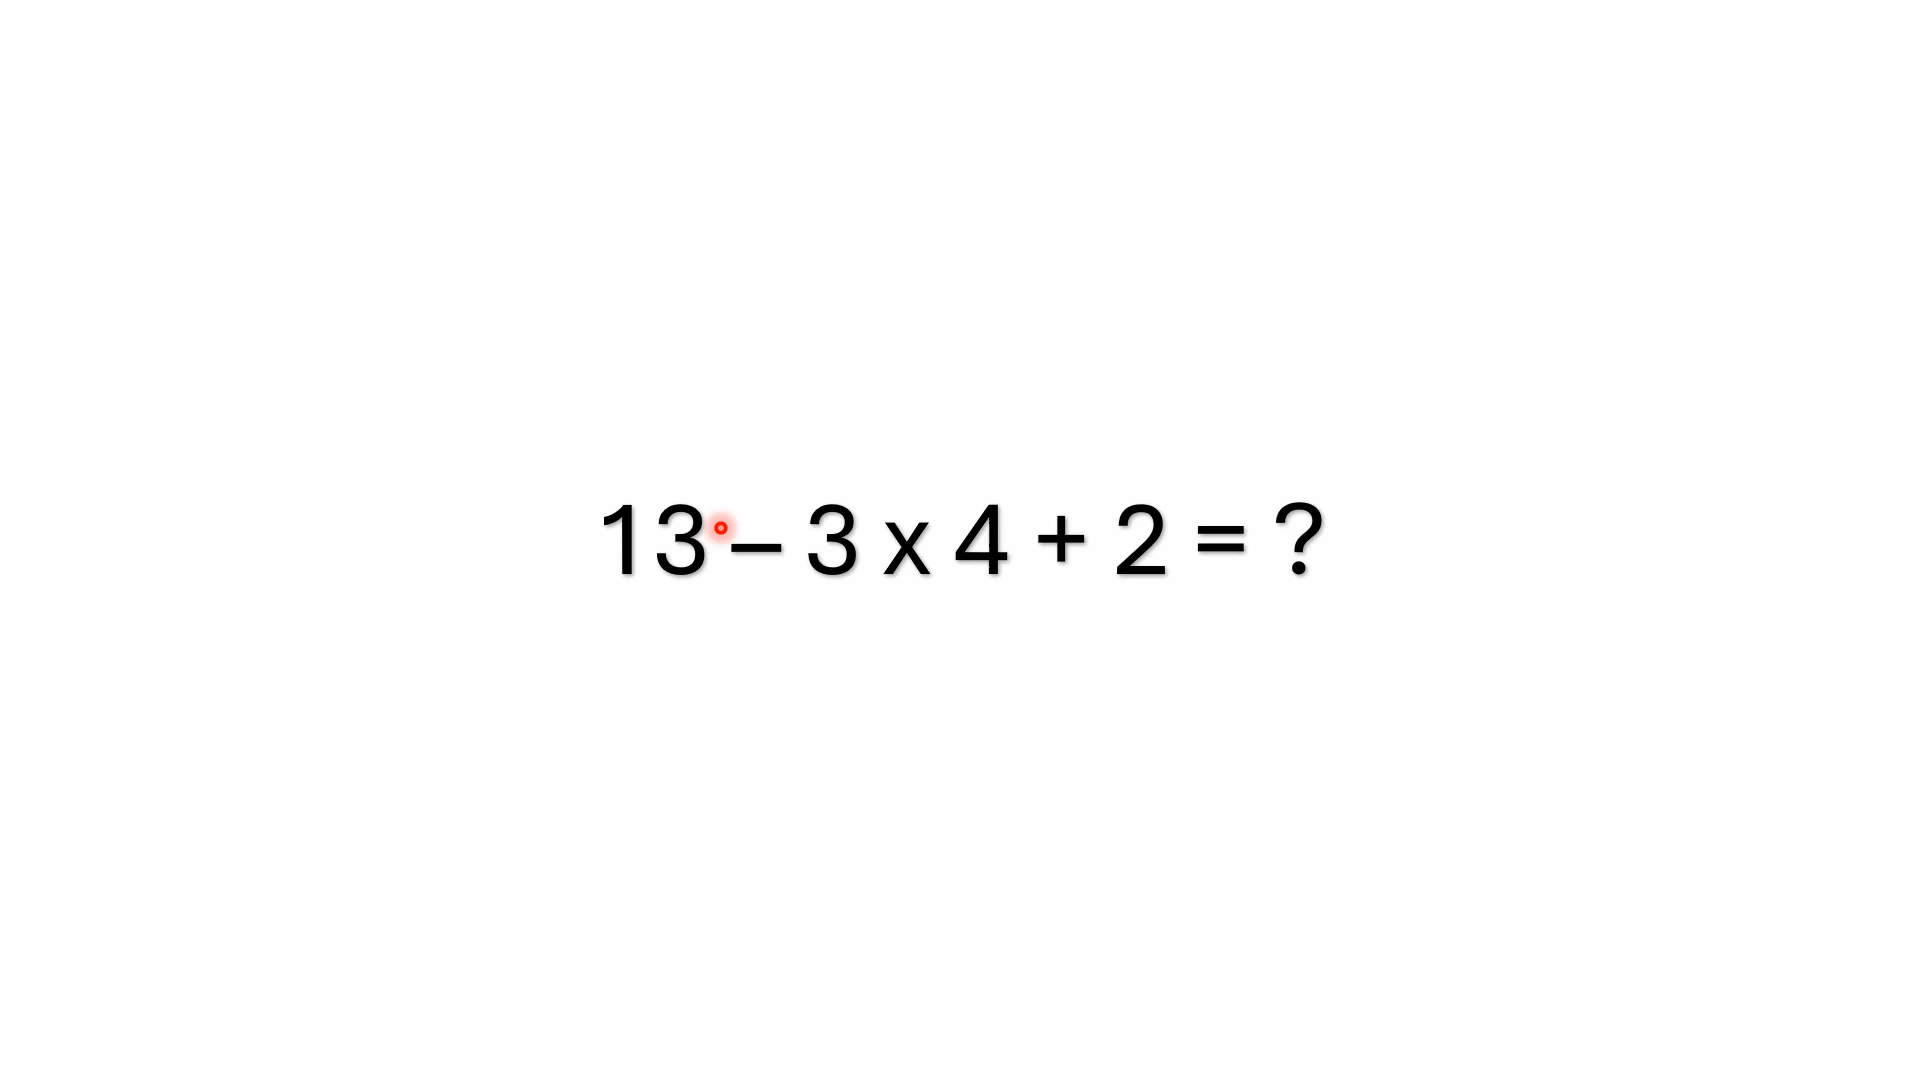 13 – 3 x 4 + 2 = ?